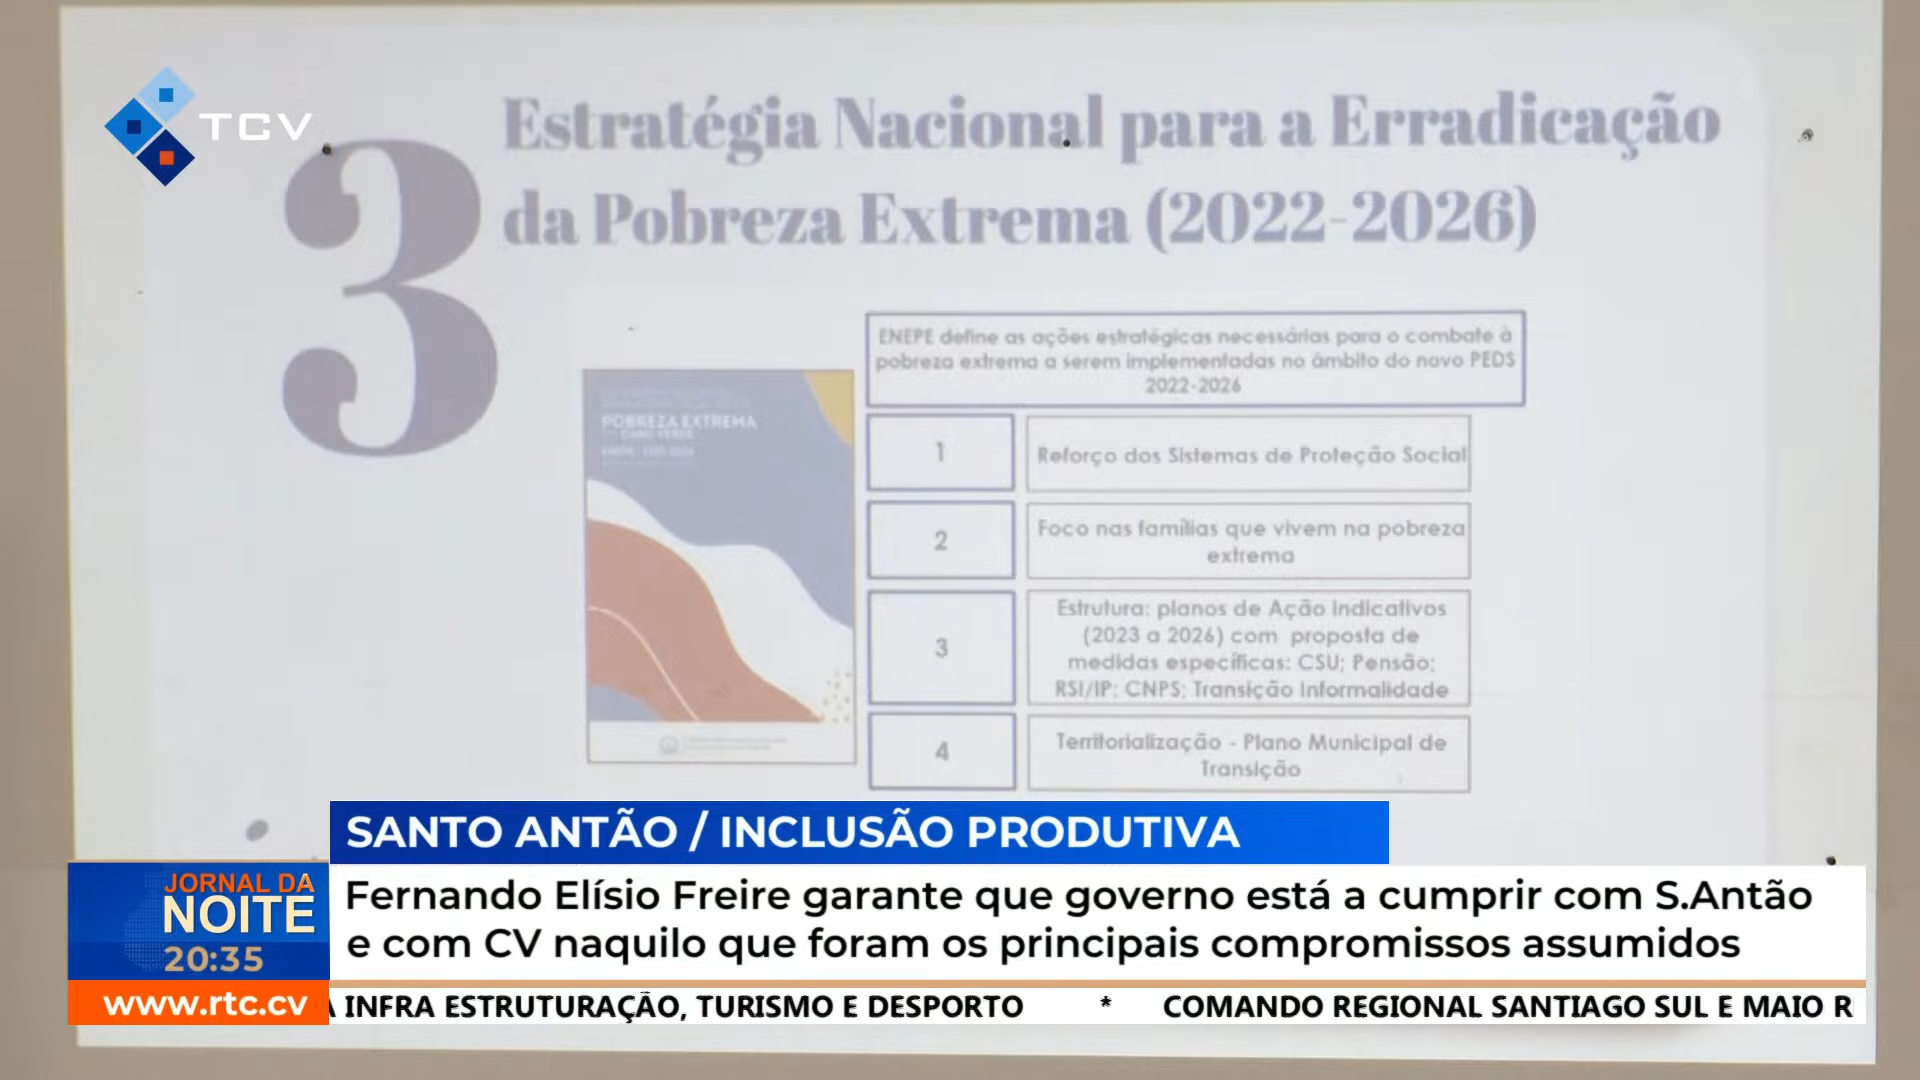 TCV
3
Estratégia Nacional para a Erradicação
da Pobreza Extrema (2022-2026)
ENEPE define as ações estratégicas necessárias para o combate à
pobreza extrema a serem implementadas no âmbito do novo PEDS
2022-2026
POBREZA EXTREMA
1
Reforço dos Sistemas de Proteção Social
2
Foco nas famílias que vivem na pobreza
extrema
3
Estrutura: planos de Ação indicativos
(2023 a 2026) com proposta de
medidas específicas: CSU; Pensão;
RSI/IP; CNPS; Transição Informalidade
4
Territorialização - Plano Municipal de
Transição
SANTO ANTÃO / INCLUSÃO PRODUTIVA
JORNAL DA
NOITE
20:35
Fernando Elísio Freire garante que governo está a cumprir com S.Antão
e com CV naquilo que foram os principais compromissos assumidos
www.rtc.cv
A INFRA ESTRUTURAÇÃO, TURISMO E DESPORTO * COMANDO REGIONAL SANTIAGO SUL E MAIO R